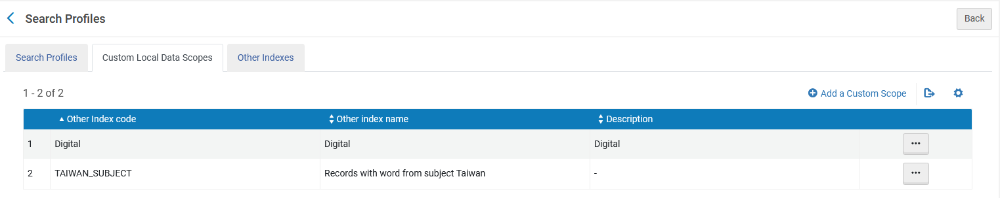 Search Profiles
Back
Search Profiles Custom Local Data Scopes Other Indexes
1 - 2 of 2
Add a Custom Scope
Other Index code Other index name Description
1 Digital Digital Digital
2 TAIWAN_SUBJECT Records with word from subject Taiwan -